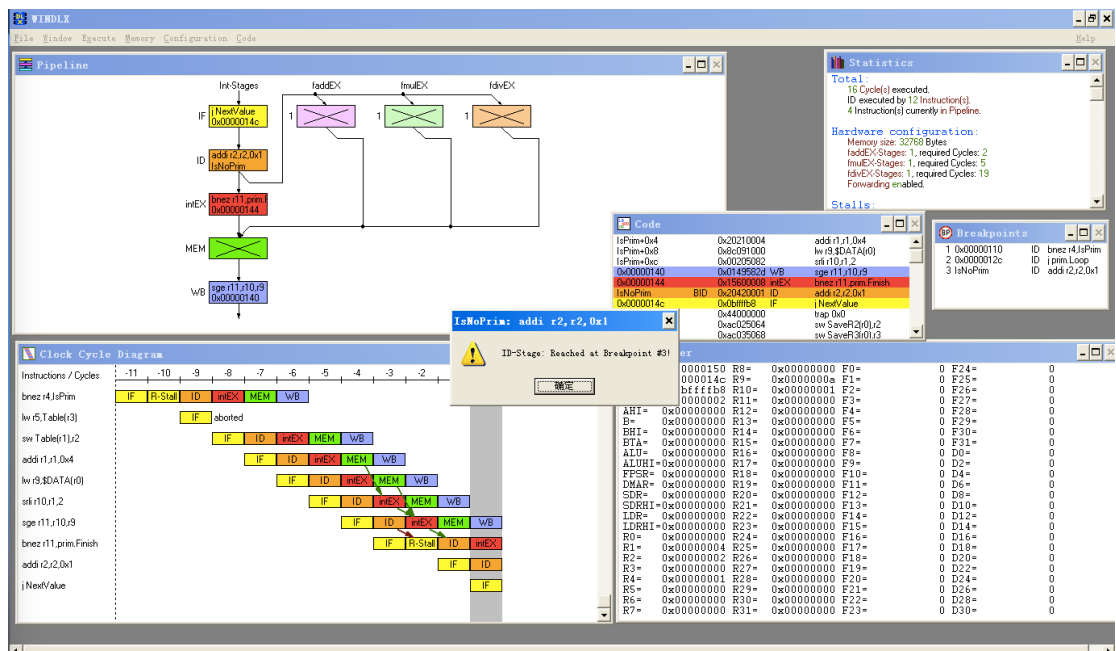 WINDLX
File Window Execute Memory Configuration Code Help
Pipeline
Int-Stages faddEX fmulEX fdivEX
IF j NextValue 1 1 1
0x0000014c
ID addi r2,r2,0x1
IsNoPrim
intEX bnez r11,prim.F
0x00000144
MEM
WB sge r11,r10,r9
0x00000140
Statistics
Total:
16 Cycle(s) executed.
ID executed by 12 Instruction(s).
4 Instruction(s) currently in Pipeline.
Hardware configuration:
Memory size: 32768 Bytes
faddEX-Stages: 1, required Cycles: 2
fmulEX-Stages: 1, required Cycles: 5
fdivEX-Stages: 1, required Cycles: 19
Forwarding enabled.
Stalls:
Code
IsPrim+0x4 0x20210004 addi r1,r1,0x4
IsPrim+0x8 0x8c091000 lw r9,$DATA(r0)
IsPrim+0xc 0x00205082 srli r10,r1,2
0x00000140 0x0149582d WB sge r11,r10,r9
0x00000144 0x15600008 intEX bnez r11,prim.Finish
IsNoPrim BID 0x20420001 ID addi r2,r2,0x1
0x0000014c 0x0bffffb8 IF j NextValue
0x44000000 trap 0x0
0xac025064 sw SaveR2(r0),r2
0xac035068 sw SaveR3(r0),r3
Breakpoints
1 0x00000110 ID bnez r4,IsPrim
2 0x0000012c ID j prim.Loop
3 IsNoPrim ID addi r2,r2,0x1
IsNoPrim: addi r2,r2,0x1
ID-Stage: Reached at Breakpoint #3!
确定
Clock Cycle Diagram
Instructions / Cycles -11 -10 -9 -8 -7 -6 -5 -4 -3 -2
bnez r4,IsPrim IF R-Stall ID intEX MEM WB
lw r5,Table(r3) IF aborted
sw Table(r1),r2 IF ID intEX MEM WB
addi r1,r1,0x4 IF ID intEX MEM WB
lw r9,$DATA(r0) IF ID intEX MEM WB
srli r10,r1,2 IF ID intEX MEM WB
sge r11,r10,r9 IF ID intEX MEM WB
bnez r11,prim.Finish IF R-Stall ID intEX
addi r2,r2,0x1 IF ID
j NextValue IF
er
00000150 R8= 0x00000000 F0= 0 F24= 0
000014c R9= 0x0000000a F1= 0 F25= 0
bffffb8 R10= 0x00000001 F2= 0 F26= 0
00000002 R11= 0x00000000 F3= 0 F27= 0
AHI= 0x00000000 R12= 0x00000000 F4= 0 F28= 0
B= 0x00000000 R13= 0x00000000 F5= 0 F29= 0
BHI= 0x00000000 R14= 0x00000000 F6= 0 F30= 0
BTA= 0x00000000 R15= 0x00000000 F7= 0 F31= 0
ALU= 0x00000000 R16= 0x00000000 F8= 0 D0= 0
ALUHI=0x00000000 R17= 0x00000000 F9= 0 D2= 0
FPSR= 0x00000000 R18= 0x00000000 F10= 0 D4= 0
DMAR= 0x00000000 R19= 0x00000000 F11= 0 D6= 0
SDR= 0x00000000 R20= 0x00000000 F12= 0 D8= 0
SDRHI=0x00000000 R21= 0x00000000 F13= 0 D10= 0
LDR= 0x00000000 R22= 0x00000000 F14= 0 D12= 0
LDRHI=0x00000000 R23= 0x00000000 F15= 0 D14= 0
R0= 0x00000000 R24= 0x00000000 F16= 0 D16= 0
R1= 0x00000004 R25= 0x00000000 F17= 0 D18= 0
R2= 0x00000002 R26= 0x00000000 F18= 0 D20= 0
R3= 0x00000000 R27= 0x00000000 F19= 0 D22= 0
R4= 0x00000001 R28= 0x00000000 F20= 0 D24= 0
R5= 0x00000000 R29= 0x00000000 F21= 0 D26= 0
R6= 0x00000000 R30= 0x00000000 F22= 0 D28= 0
R7= 0x00000000 R31= 0x00000000 F23= 0 D30= 0